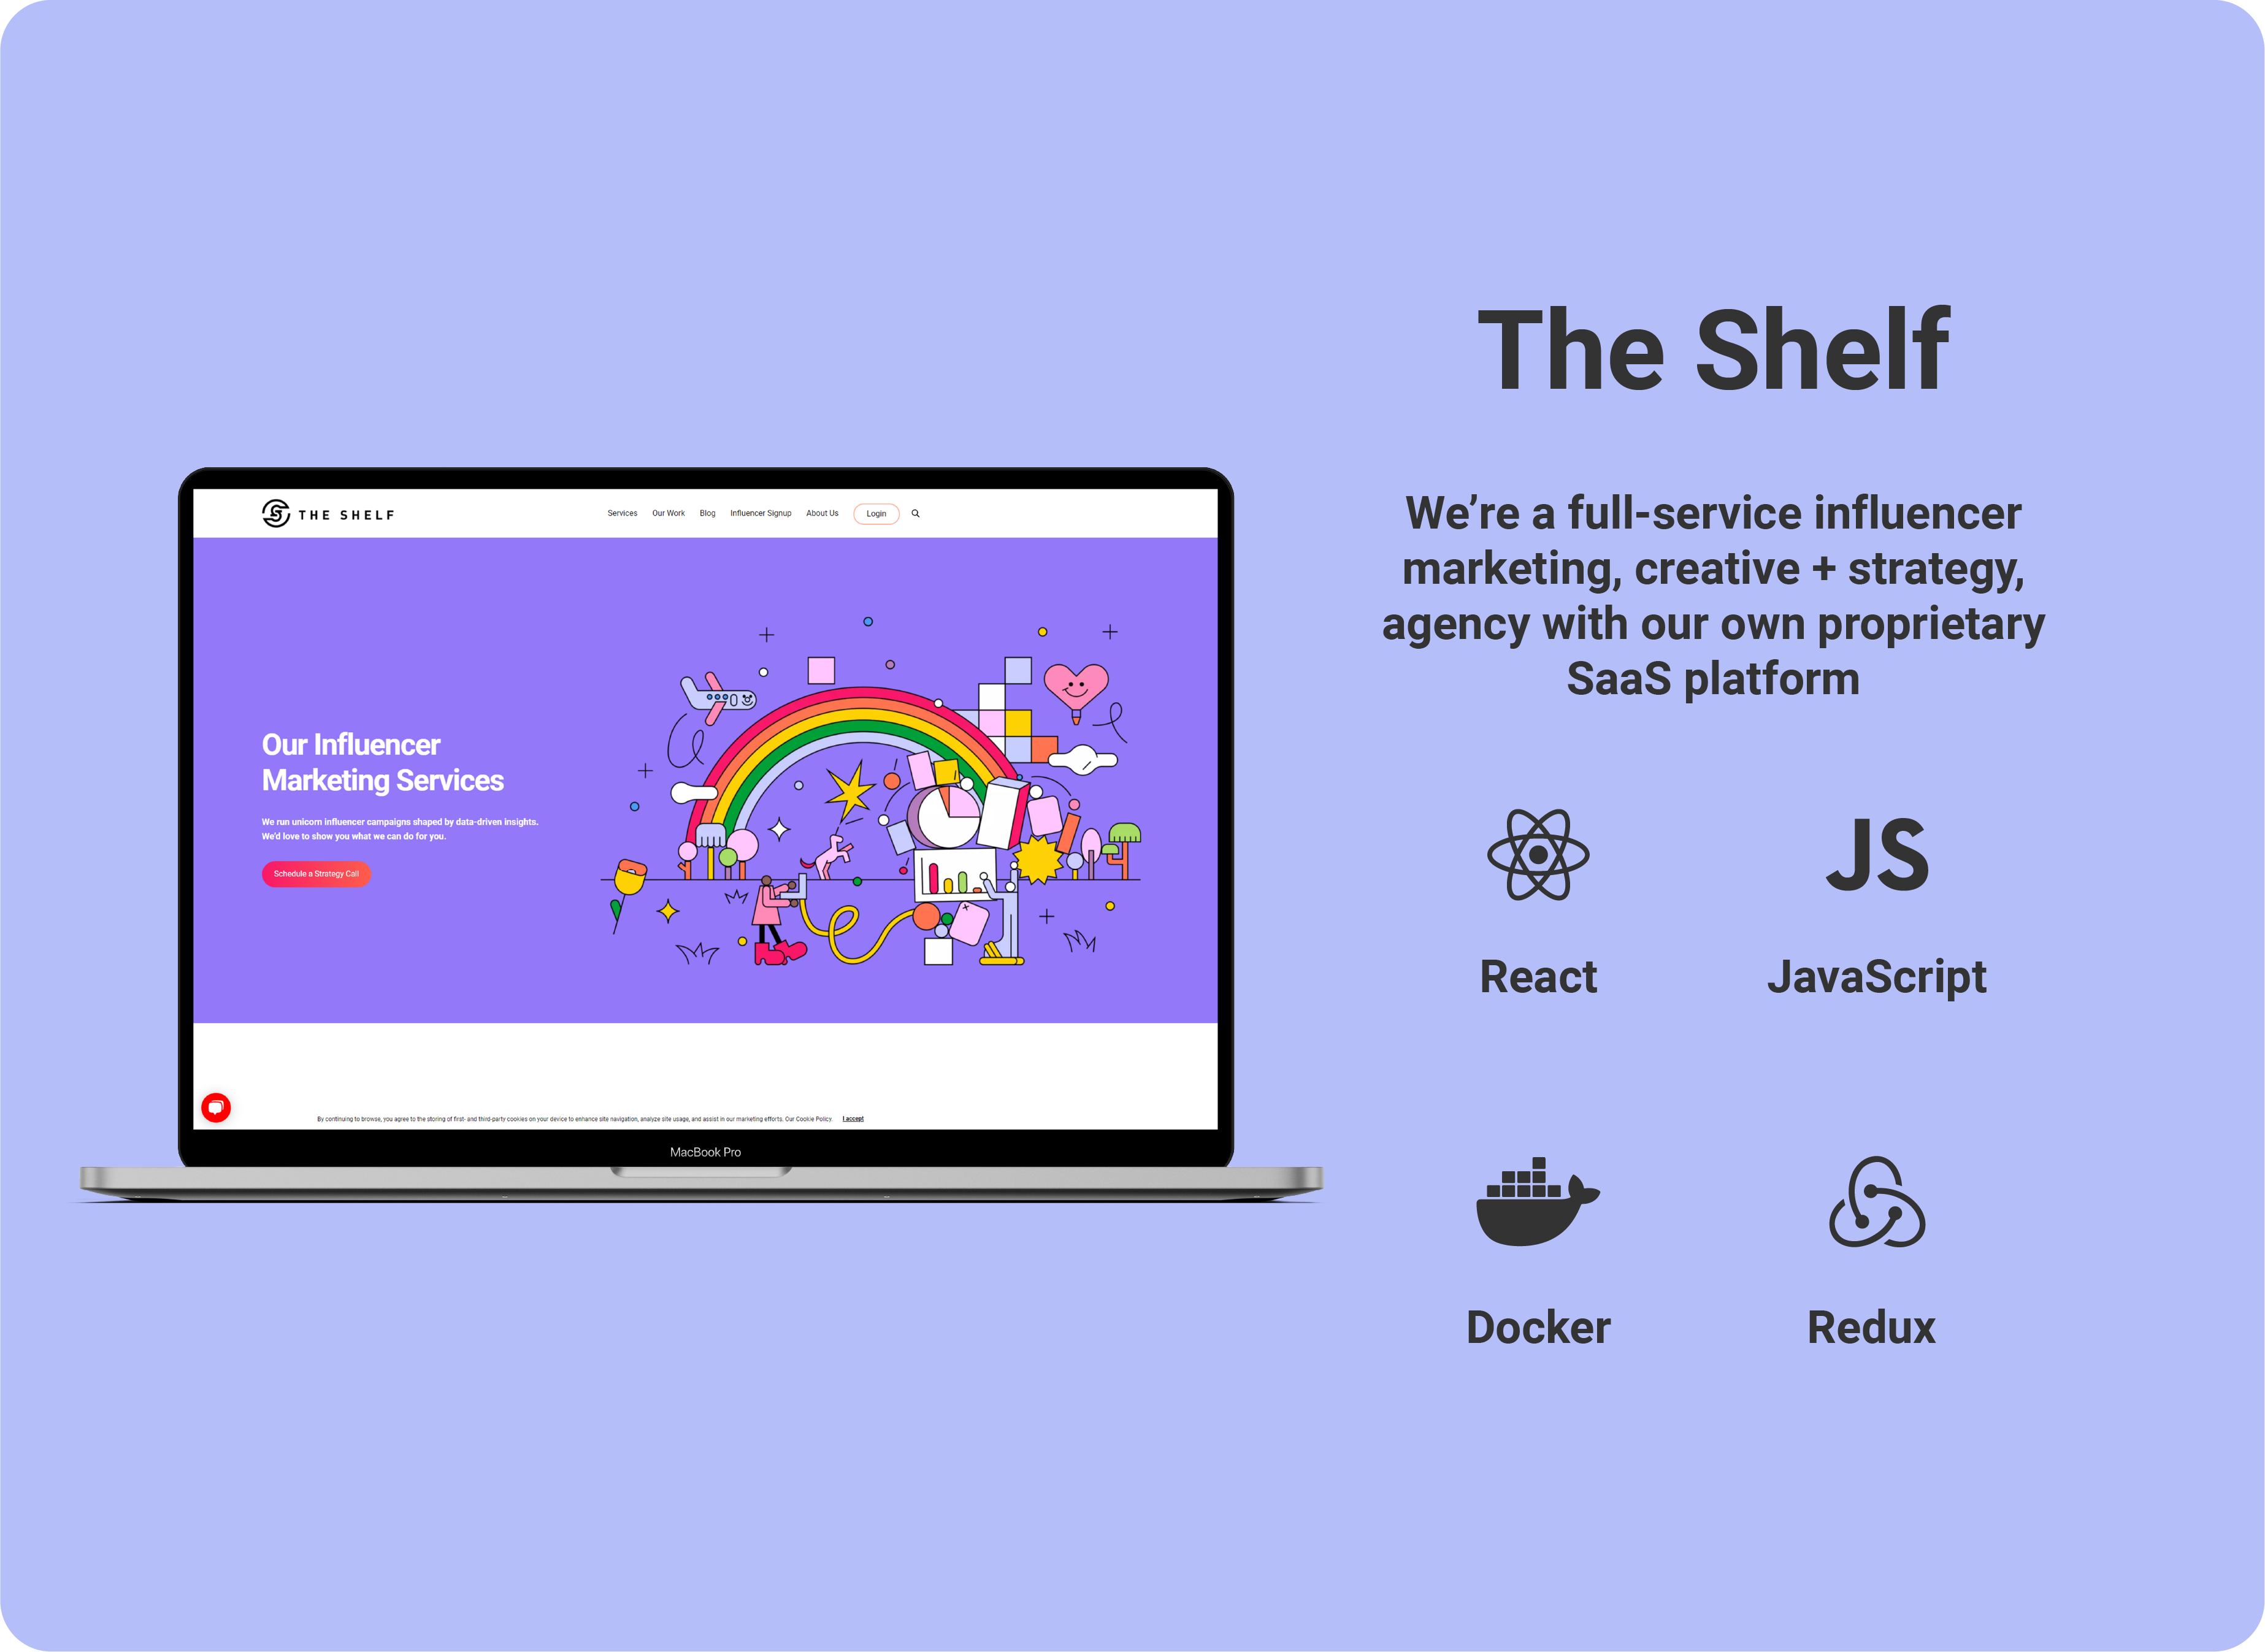 THE SHELF
Services Our Work Blog Influencer Signup About Us Login
Our Influencer
Marketing Services
We run unicorn influencer campaigns shaped by data-driven insights.
We'd love to show you what we can do for you.
Schedule a Strategy Call
By continuing to browse, you agree to the storing of first- and third-party cookies on your device to enhance site navigation, analyze site usage, and assist in our marketing efforts. Our Cookie Policy. I accept
MacBook Pro
The Shelf
We’re a full-service influencer
marketing, creative + strategy,
agency with our own proprietary
SaaS platform
JS
React JavaScript
Docker Redux